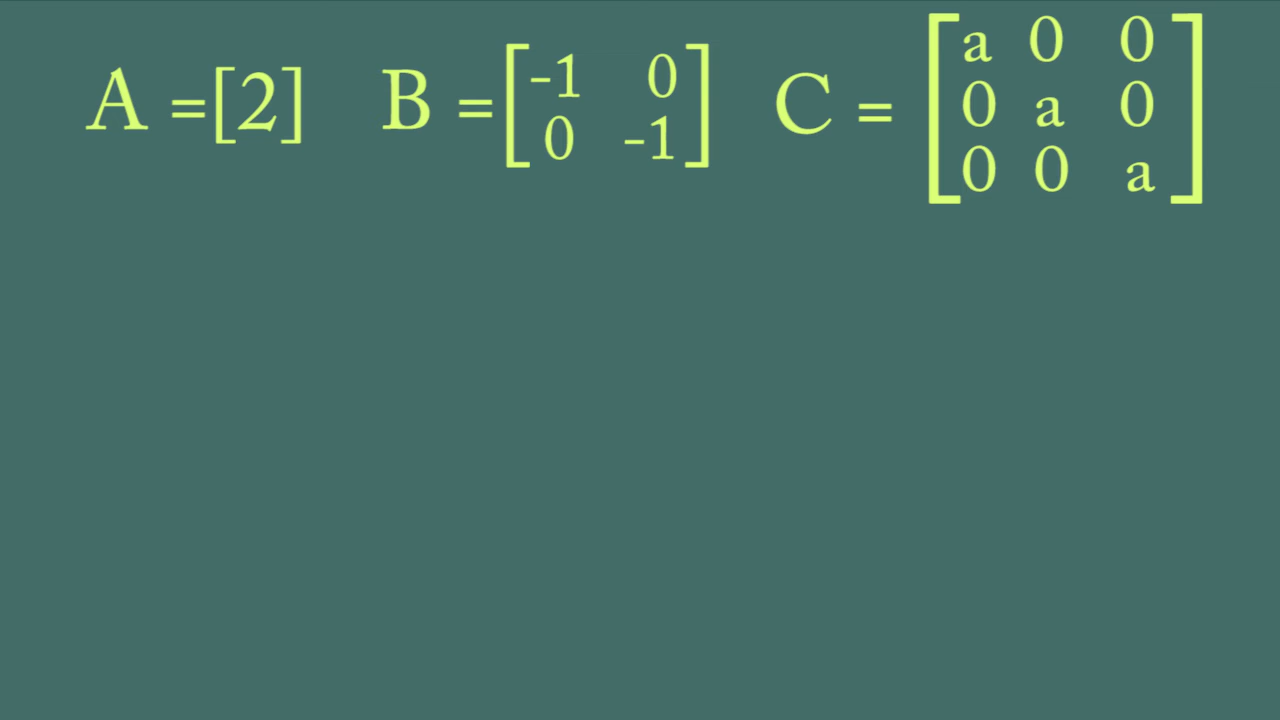 A = [2] B = [-1 0
0 -1] C = [a 0 0
0 a 0
0 0 a]